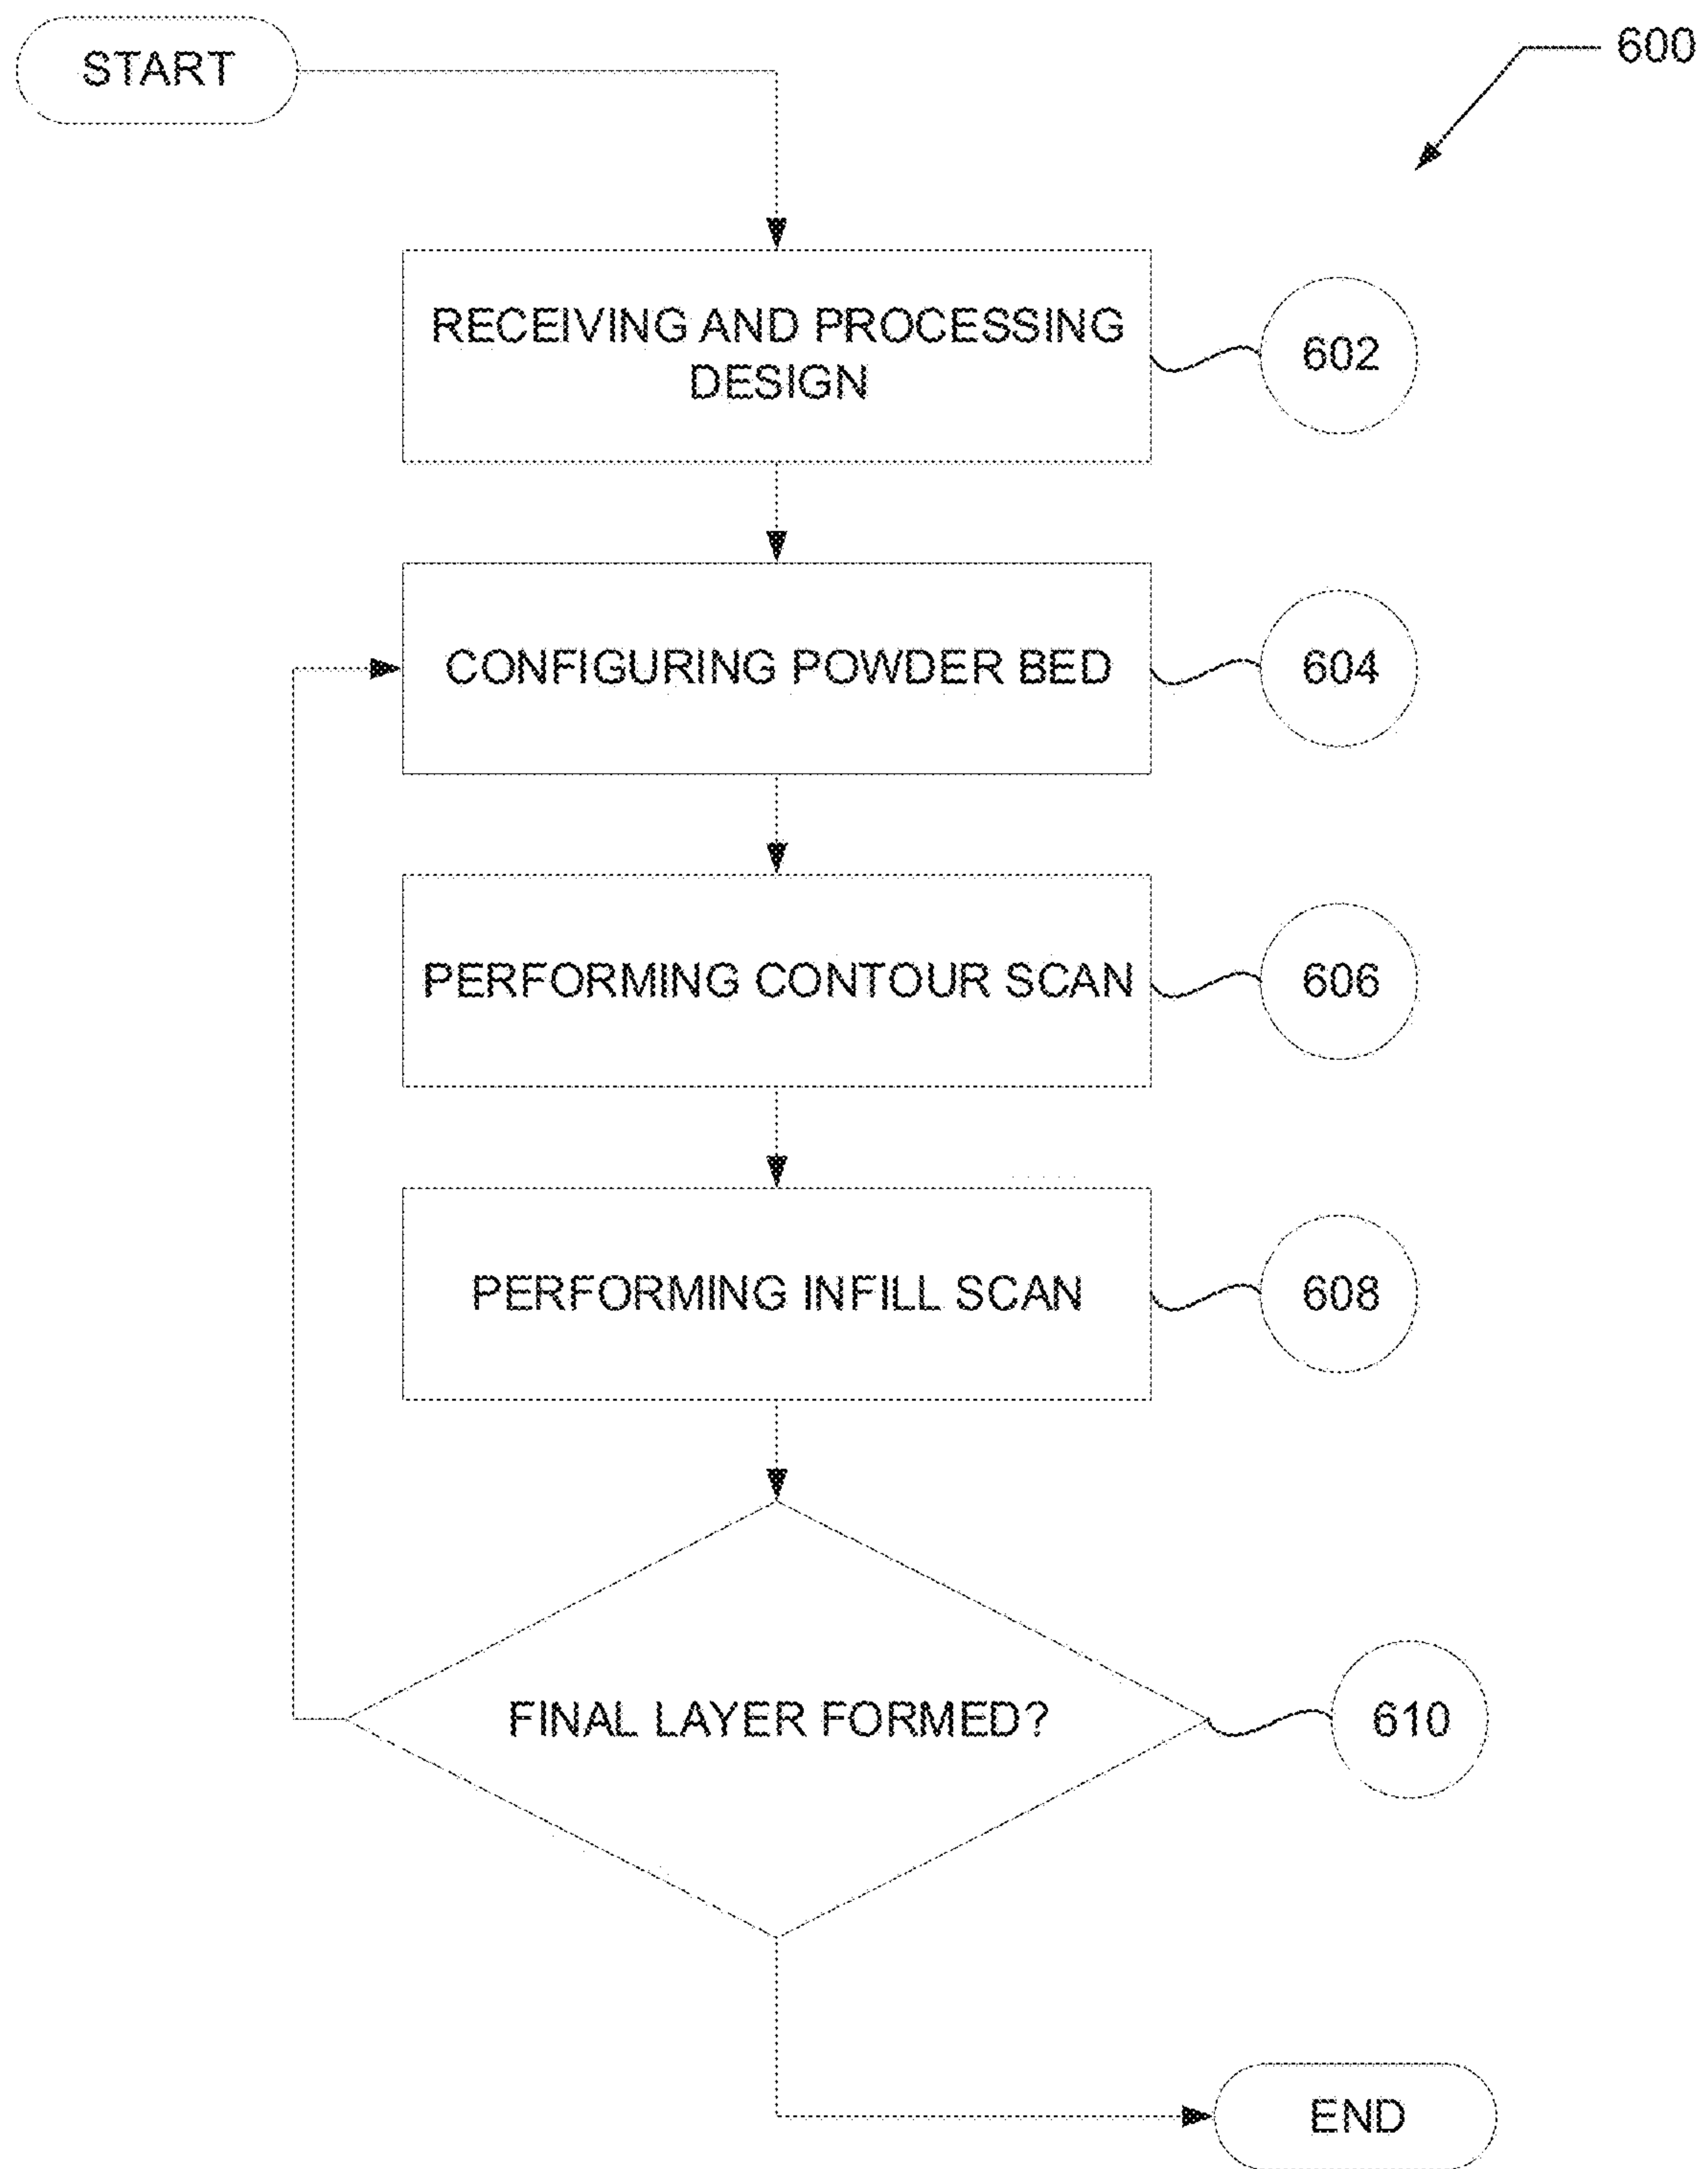 START
600
RECEIVING AND PROCESSING
DESIGN
602
CONFIGURING POWDER BED
604
PERFORMING CONTOUR SCAN
606
PERFORMING INFILL SCAN
608
FINAL LAYER FORMED?
610
END